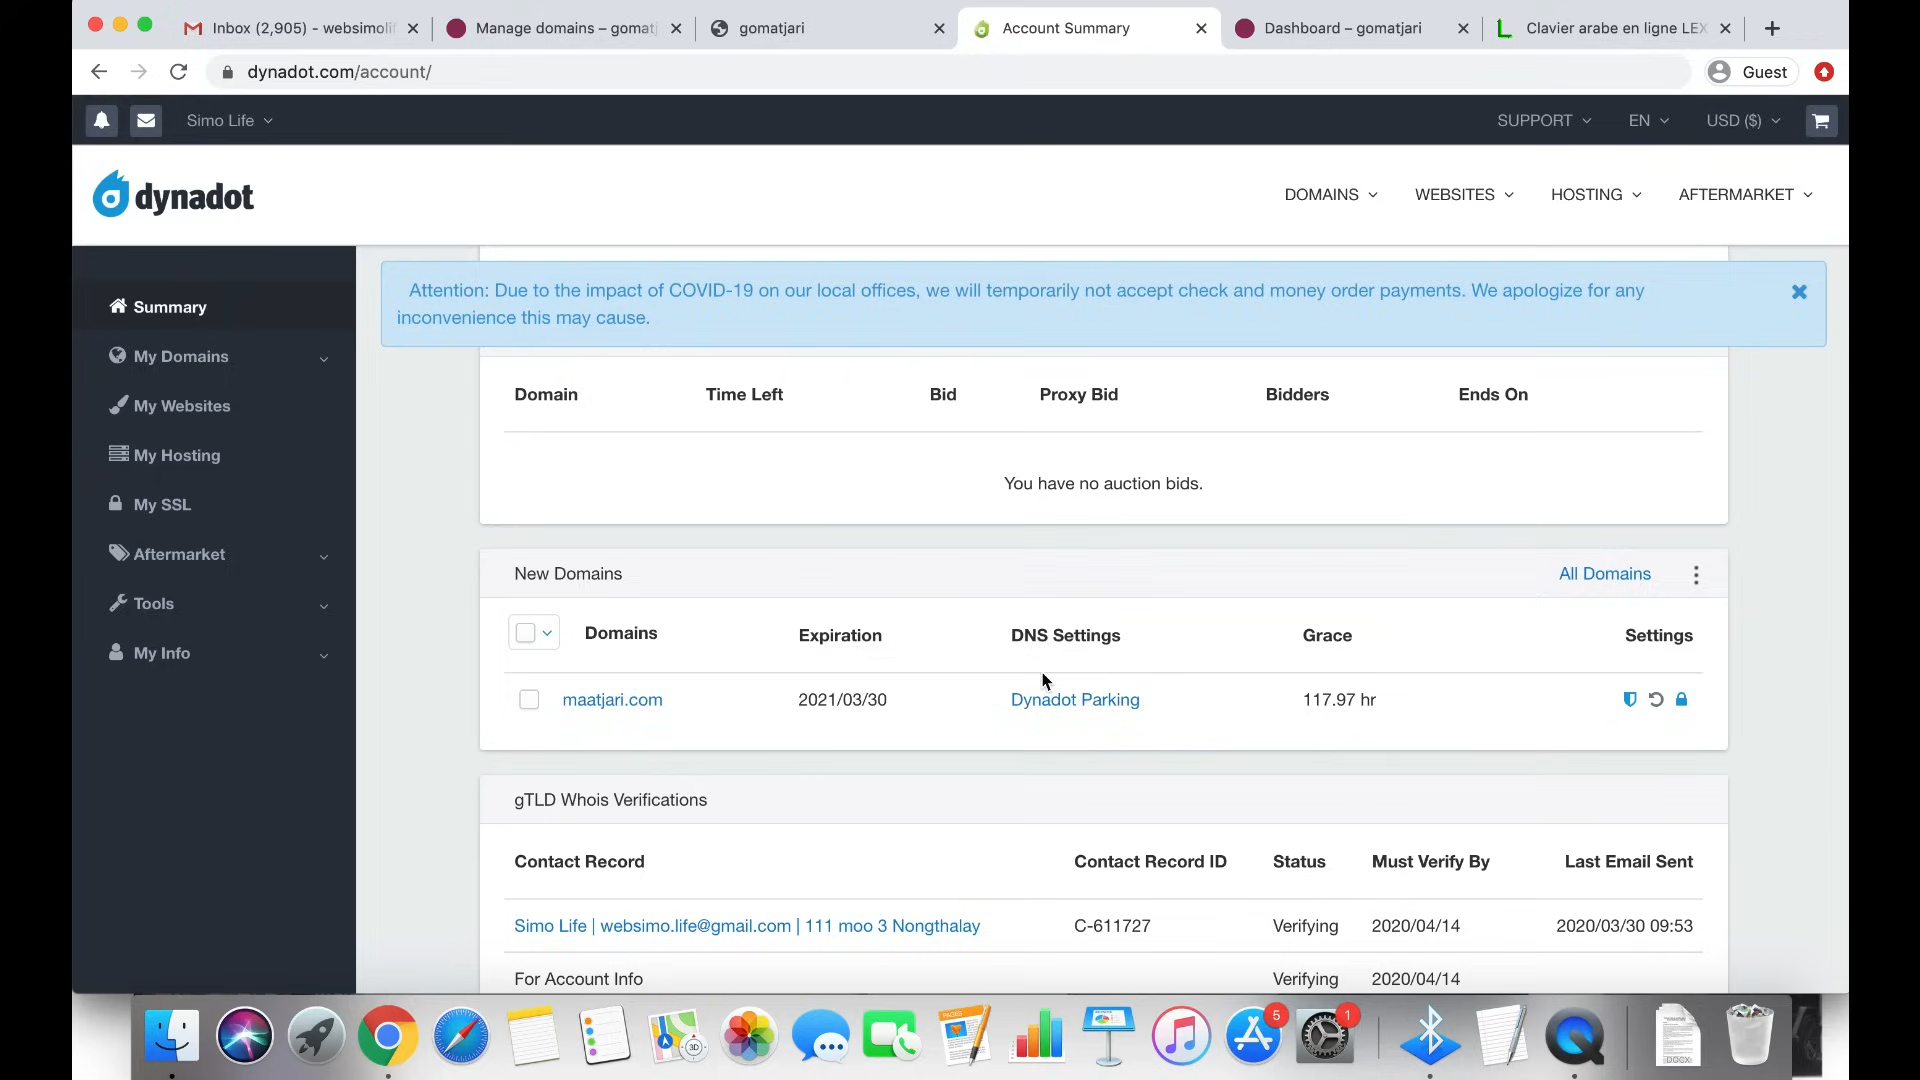 Inbox (2,905) - websimolif
Manage domains – gomatj
gomatjari
Account Summary
Dashboard – gomatjari
Clavier arabe en ligne LEX
dynadot.com/account/
Guest
Simo Life
SUPPORT
EN
USD ($)
dynadot
DOMAINS
WEBSITES
HOSTING
AFTERMARKET
Summary
My Domains
My Websites
My Hosting
My SSL
Aftermarket
Tools
My Info
Attention: Due to the impact of COVID-19 on our local offices, we will temporarily not accept check and money order payments. We apologize for any
inconvenience this may cause.
Domain Time Left Bid Proxy Bid Bidders Ends On
You have no auction bids.
New Domains All Domains
Domains Expiration DNS Settings Grace Settings
maatjari.com 2021/03/30 Dynadot Parking 117.97 hr
gTLD Whois Verifications
Contact Record Contact Record ID Status Must Verify By Last Email Sent
Simo Life | websimo.life@gmail.com | 111 moo 3 Nongthalay C-611727 Verifying 2020/04/14 2020/03/30 09:53
For Account Info Verifying 2020/04/14
3D
PAGES
5
1
DOCX